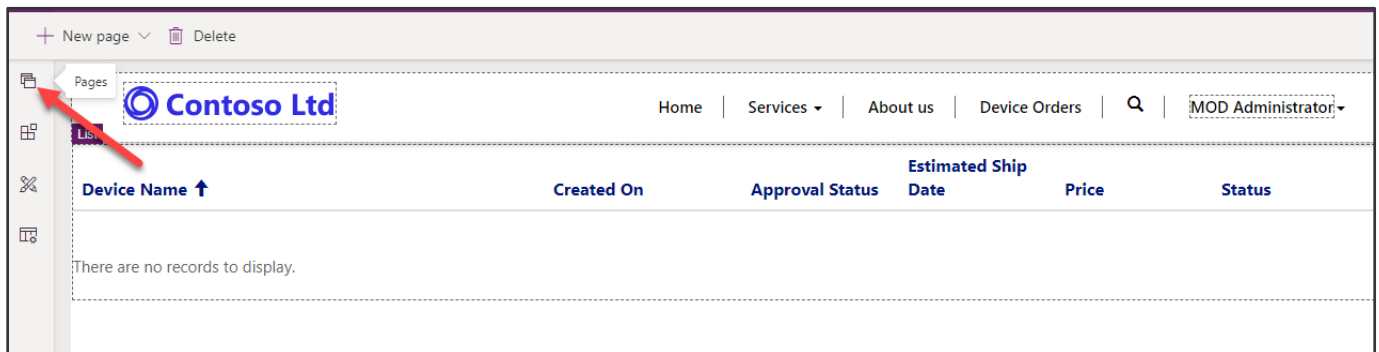 New page Delete
Pages
Contoso Ltd
Home | Services | About us | Device Orders | | MOD Administrator
List
Device Name Created On Approval Status Estimated Ship Date Price Status
There are no records to display.